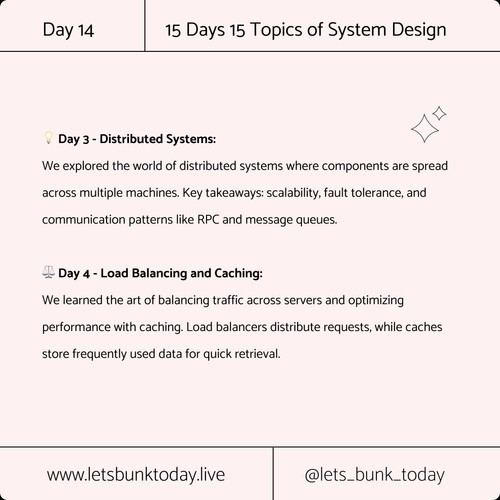 Day 14
15 Days 15 Topics of System Design
💡 Day 3 - Distributed Systems:
We explored the world of distributed systems where components are spread
across multiple machines. Key takeaways: scalability, fault tolerance, and
communication patterns like RPC and message queues.
⚖️ Day 4 - Load Balancing and Caching:
We learned the art of balancing traffic across servers and optimizing
performance with caching. Load balancers distribute requests, while caches
store frequently used data for quick retrieval.
www.letsbunktoday.live
@lets_bunk_today